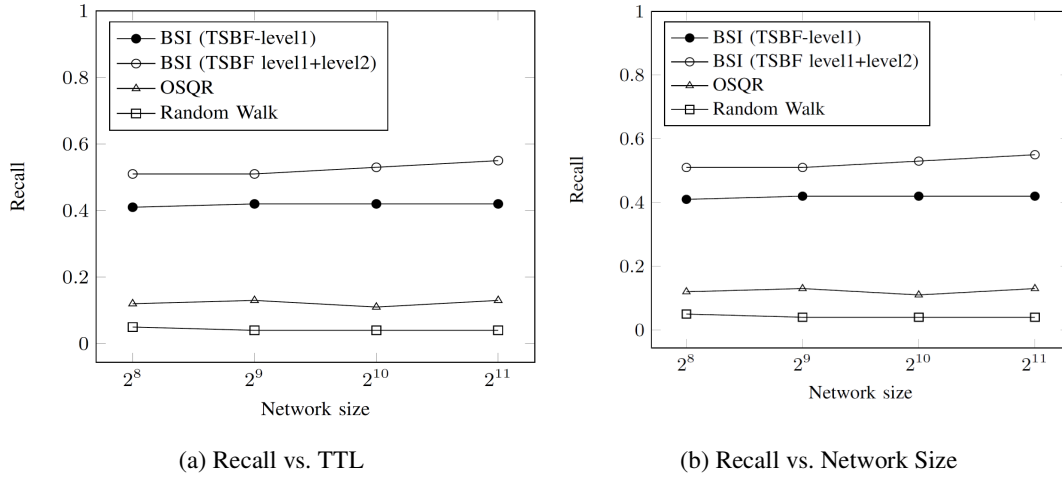 1
0.8
0.6
0.4
0.2
0
Recall
BSI (TSBF-level1)
BSI (TSBF level1+level2)
OSQR
Random Walk
2^8
2^9
2^10
2^11
Network size
(a) Recall vs. TTL
1
0.8
0.6
0.4
0.2
0
Recall
BSI (TSBF-level1)
BSI (TSBF level1+level2)
OSQR
Random Walk
2^8
2^9
2^10
2^11
Network size
(b) Recall vs. Network Size